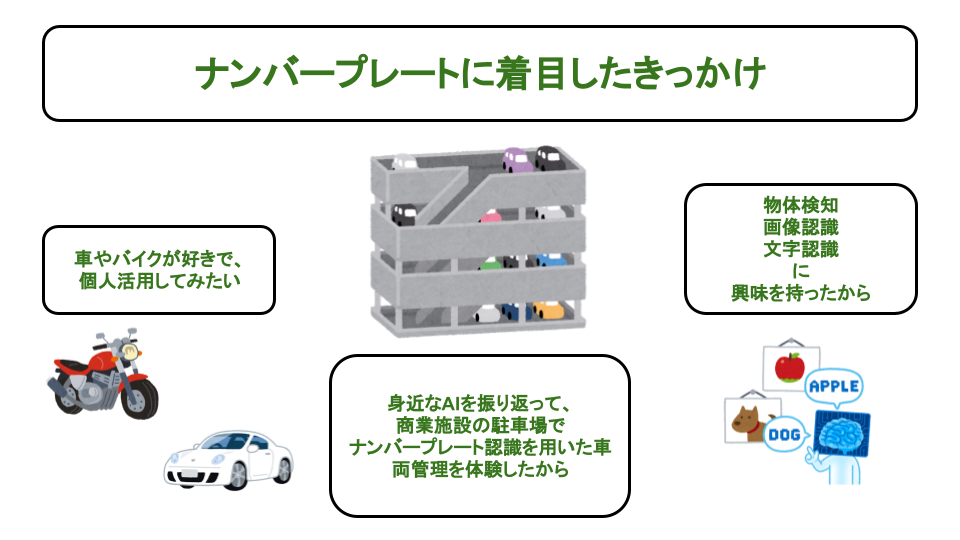 ナンバープレートに着目したきっかけ
車やバイクが好きで、
個人活用してみたい
身近なAIを振り返って、
商業施設の駐車場で
ナンバープレート認識を用いた車
両管理を体験したから
物体検知
画像認識
文字認識
に
興味を持ったから
APPLE
DOG